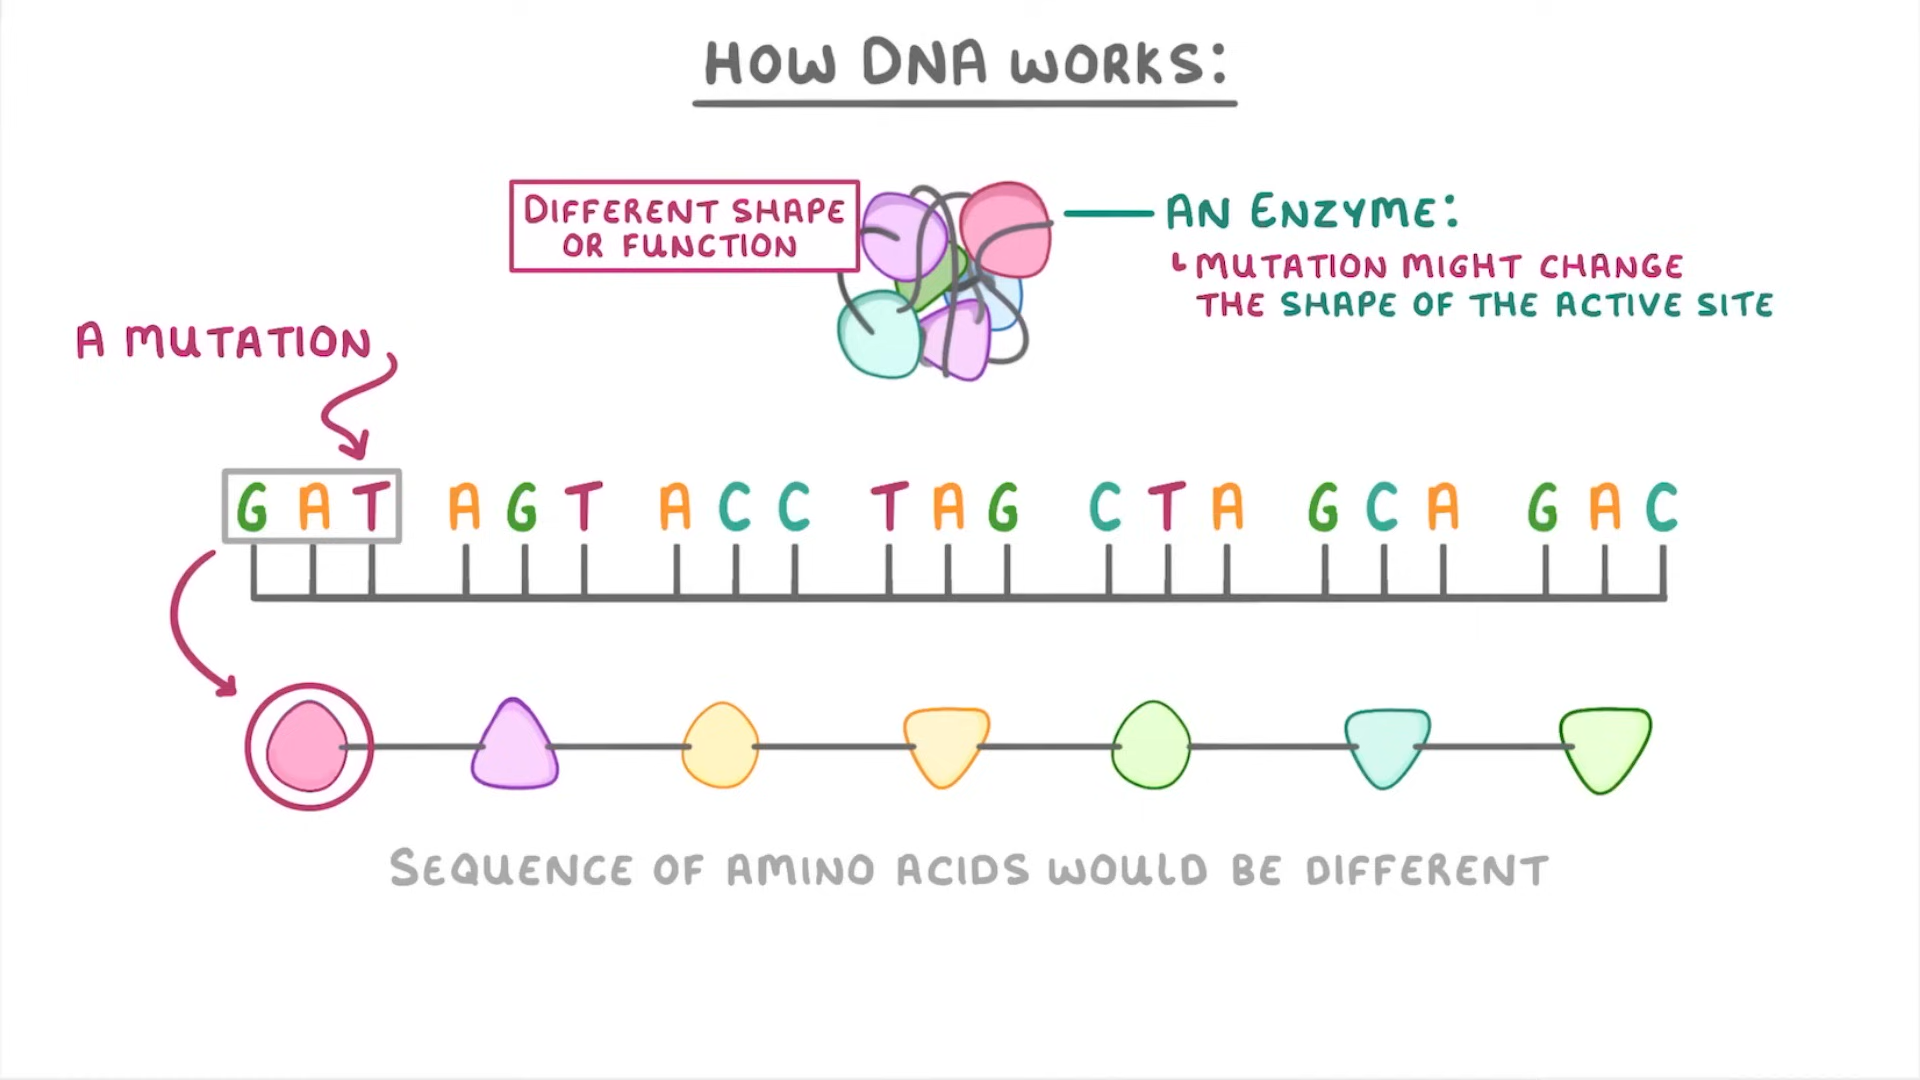 HOW DNA WORKS:
DIFFERENT SHAPE
OR FUNCTION
AN ENZYME:
MUTATION MIGHT CHANGE
THE SHAPE OF THE ACTIVE SITE
A MUTATION
G A T A G T A C C T A G C T A G C A G A C
SEQUENCE OF AMINO ACIDS WOULD BE DIFFERENT